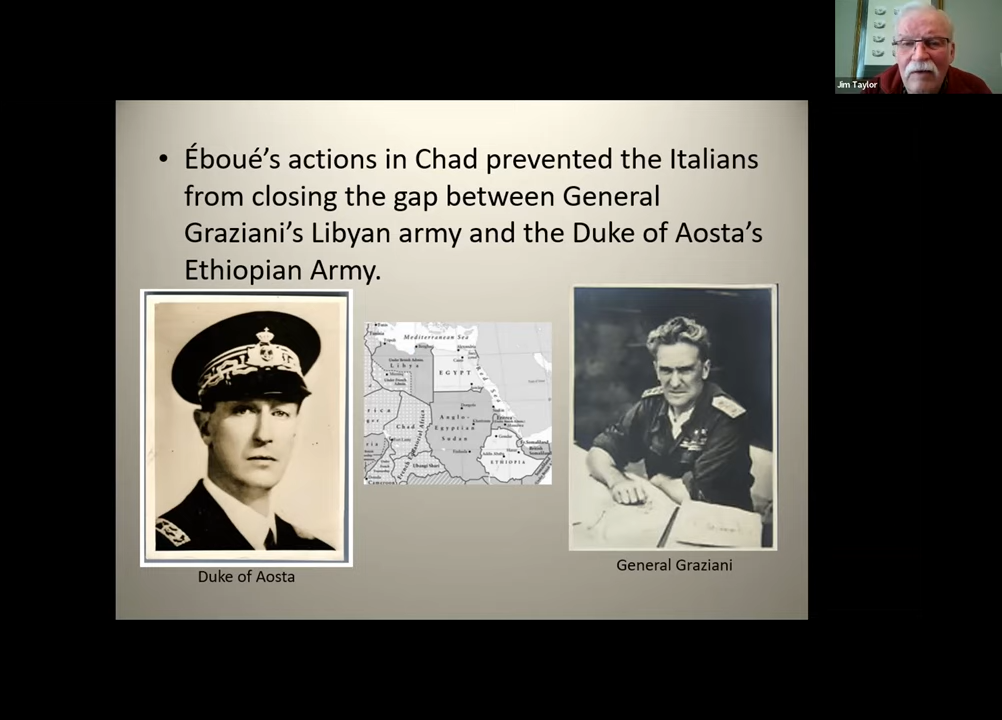 Jim Taylor
• Éboué’s actions in Chad prevented the Italians
from closing the gap between General
Graziani’s Libyan army and the Duke of Aosta’s
Ethiopian Army.
Mediterranean Sea
Libya
EGYPT
Chad
Anglo-
Egyptian
Sudan
ETHIOPIA
Ubangi Shari
Duke of Aosta
General Graziani